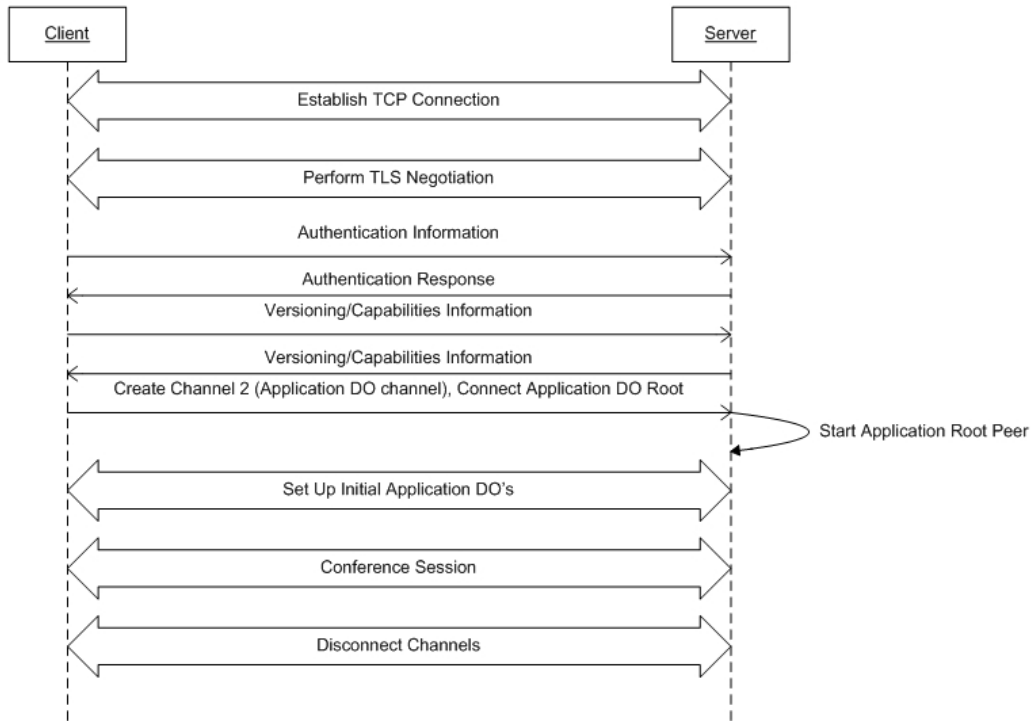 Client
Server
Establish TCP Connection
Perform TLS Negotiation
Authentication Information
Authentication Response
Versioning/Capabilities Information
Versioning/Capabilities Information
Create Channel 2 (Application DO channel), Connect Application DO Root
Start Application Root Peer
Set Up Initial Application DO's
Conference Session
Disconnect Channels